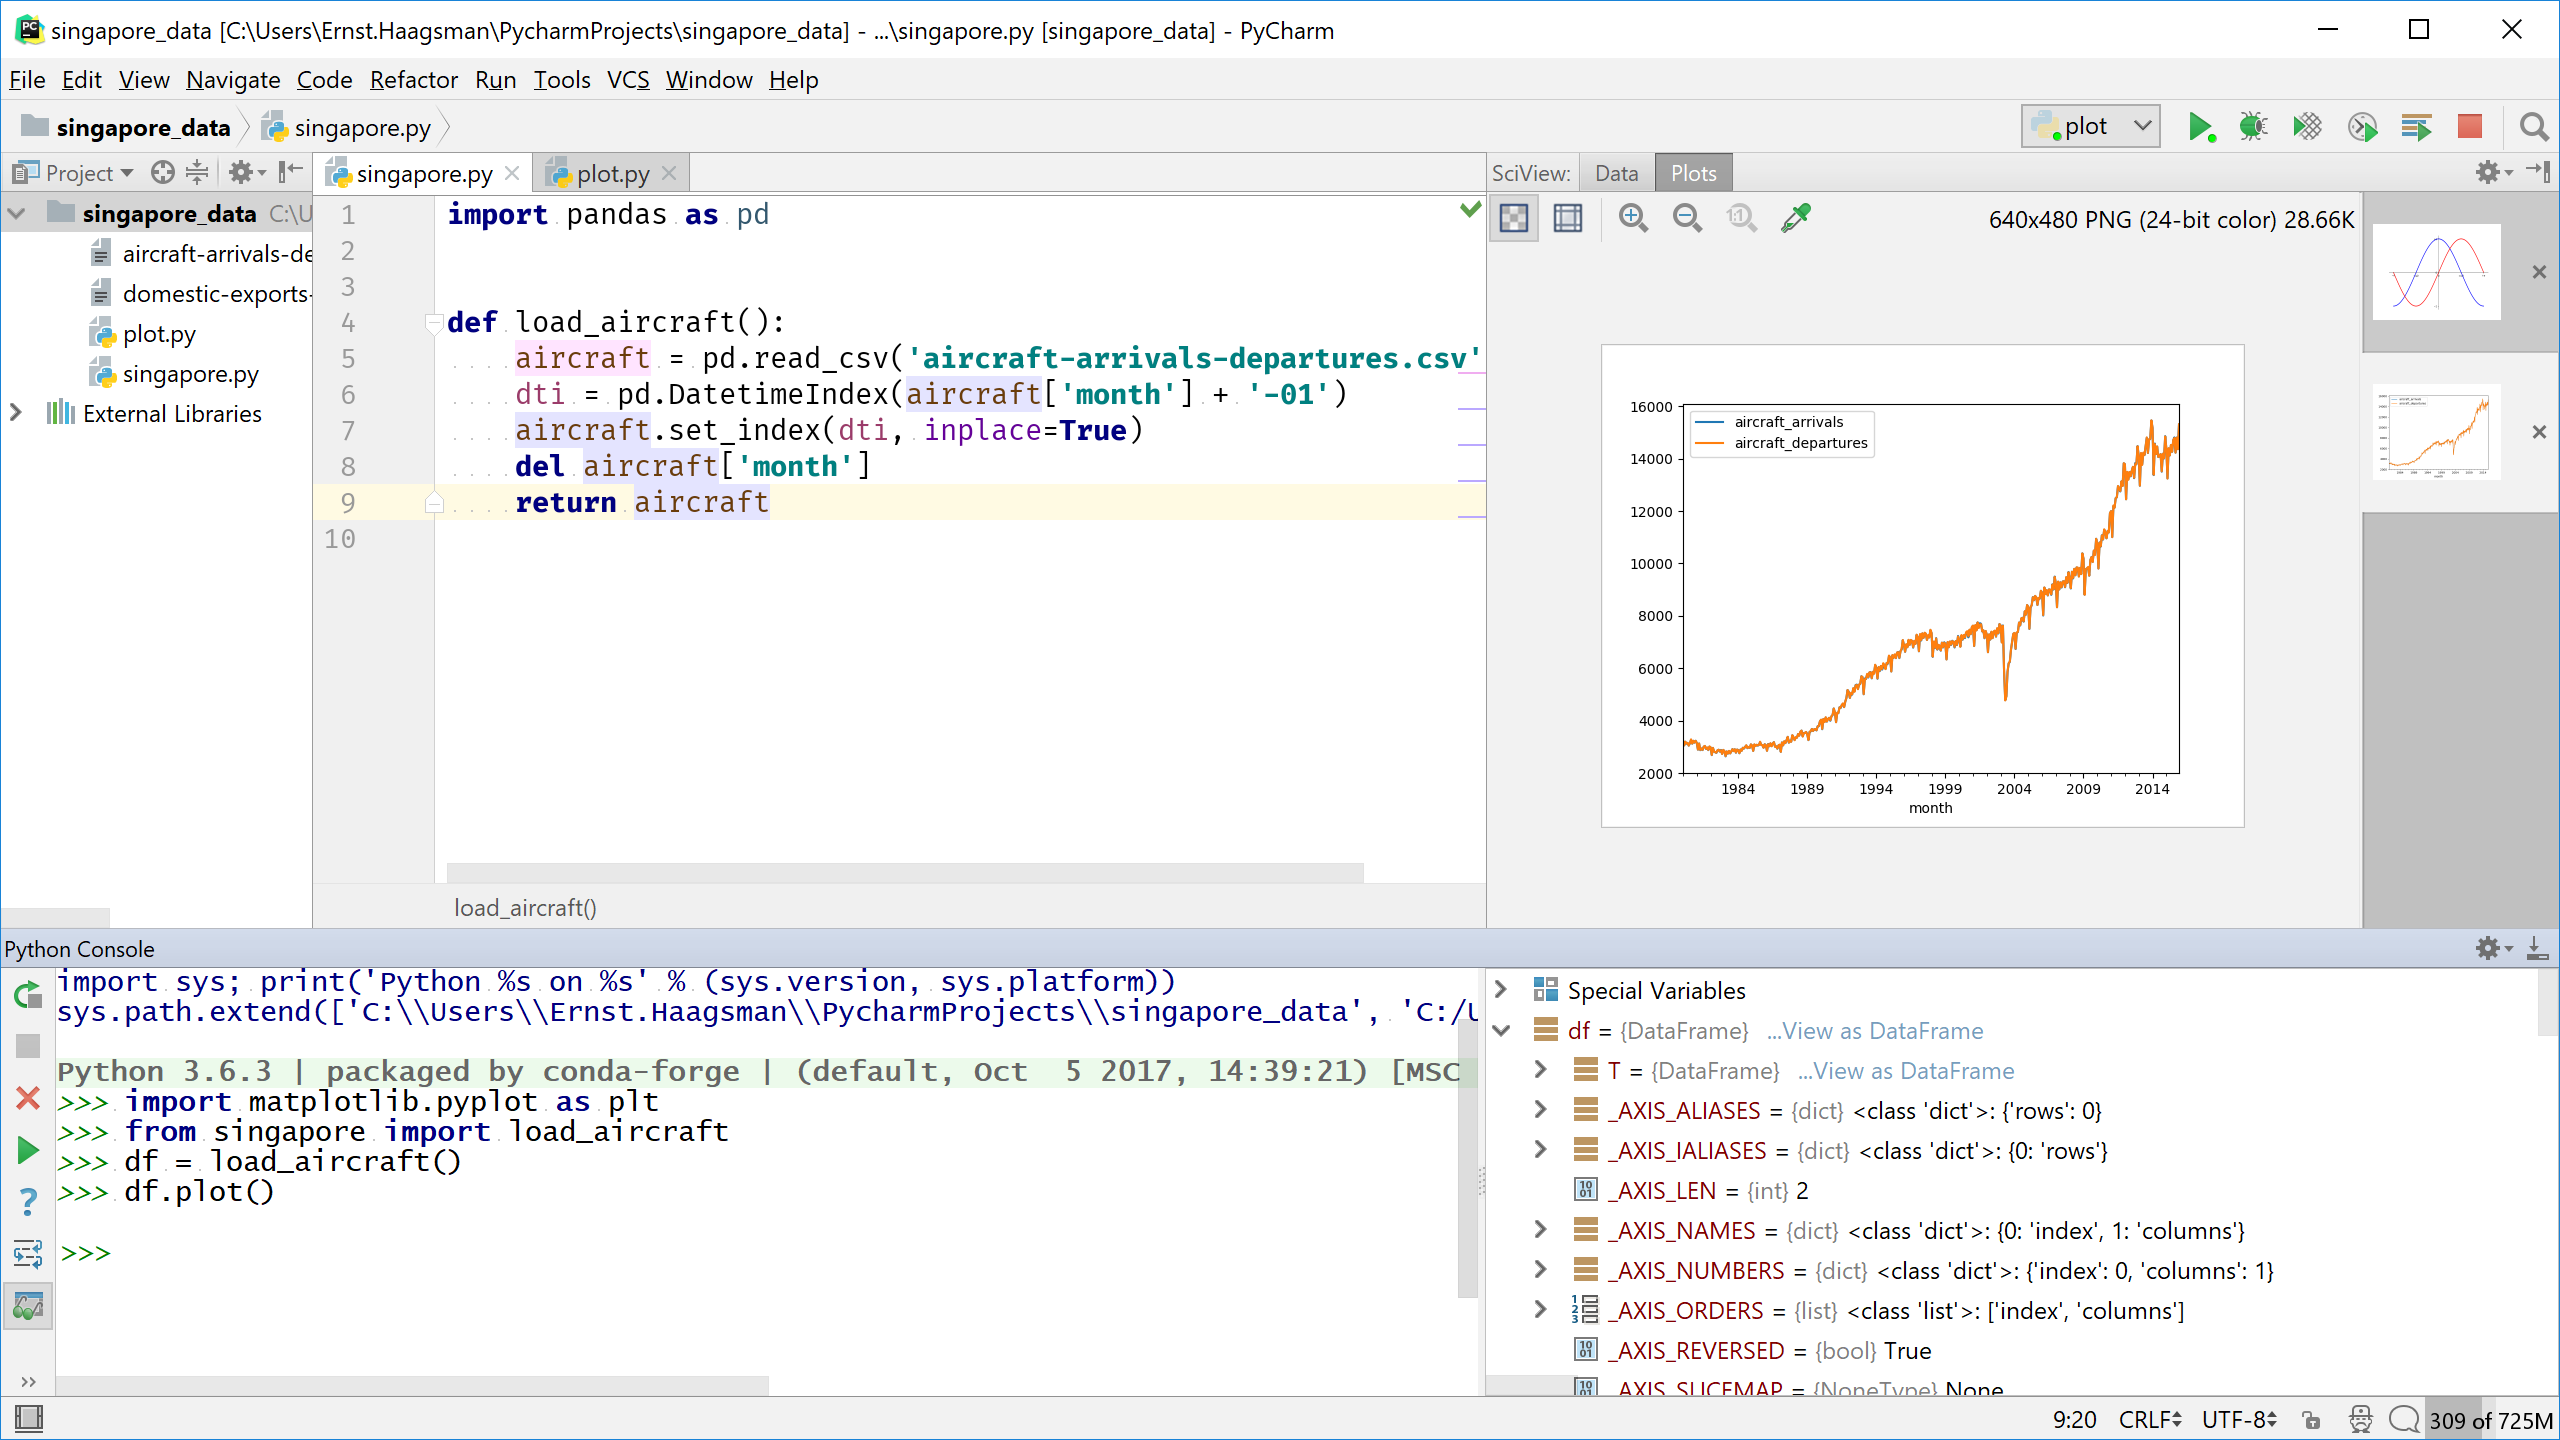 singapore_data [C:\Users\Ernst.Haagsman\PycharmProjects\singapore_data] - ...\singapore.py [singapore_data] - PyCharm
File Edit View Navigate Code Refactor Run Tools VCS Window Help
singapore_data singapore.py
plot
Project
singapore.py
plot.py
SciView: Data Plots
singapore_data C:\U
aircraft-arrivals-de
domestic-exports-
plot.py
singapore.py
External Libraries
1 import pandas as pd
2
3
4 def load_aircraft():
5 aircraft = pd.read_csv('aircraft-arrivals-departures.csv'
6 dti = pd.DatetimeIndex(aircraft['month'] + '-01')
7 aircraft.set_index(dti, inplace=True)
8 del aircraft['month']
9 return aircraft
10
load_aircraft()
1:1 640x480 PNG (24-bit color) 28.66K
aircraft_arrivals
aircraft_departures
16000
14000
12000
10000
8000
6000
4000
2000
1984 1989 1994 1999 2004 2009 2014
month
Python Console
import sys; print('Python %s on %s' % (sys.version, sys.platform))
sys.path.extend(['C:\\Users\\Ernst.Haagsman\\PycharmProjects\\singapore_data', 'C:/U
Python 3.6.3 | packaged by conda-forge | (default, Oct  5 2017, 14:39:21) [MSC
>>> import matplotlib.pyplot as plt
>>> from singapore import load_aircraft
>>> df = load_aircraft()
>>> df.plot()
>>>
Special Variables
df = {DataFrame} ...View as DataFrame
T = {DataFrame} ...View as DataFrame
_AXIS_ALIASES = {dict} <class 'dict'>: {'rows': 0}
_AXIS_IALIASES = {dict} <class 'dict'>: {0: 'rows'}
_AXIS_LEN = {int} 2
_AXIS_NAMES = {dict} <class 'dict'>: {0: 'index', 1: 'columns'}
_AXIS_NUMBERS = {dict} <class 'dict'>: {'index': 0, 'columns': 1}
_AXIS_ORDERS = {list} <class 'list'>: ['index', 'columns']
_AXIS_REVERSED = {bool} True
_AXIS_SLICEMAP = {NoneType} None
9:20 CRLF UTF-8 309 of 725M